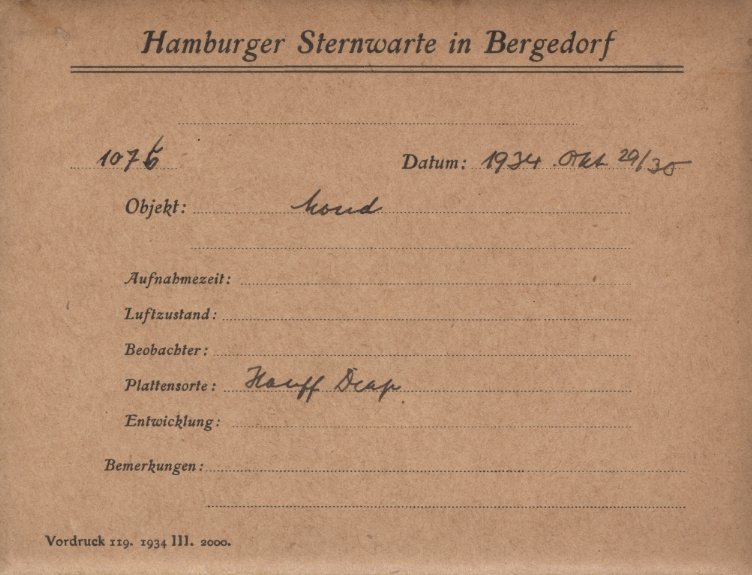 Hamburger Sternwarte in Bergedorf
1076 Datum: 1934 Okt 29/30
Objekt: Mond
Aufnahmezeit:
Luftzustand:
Beobachter:
Plattensorte: Hauff Diap.
Entwicklung:
Bemerkungen:
Vordruck 119. 1934 III. 2000.